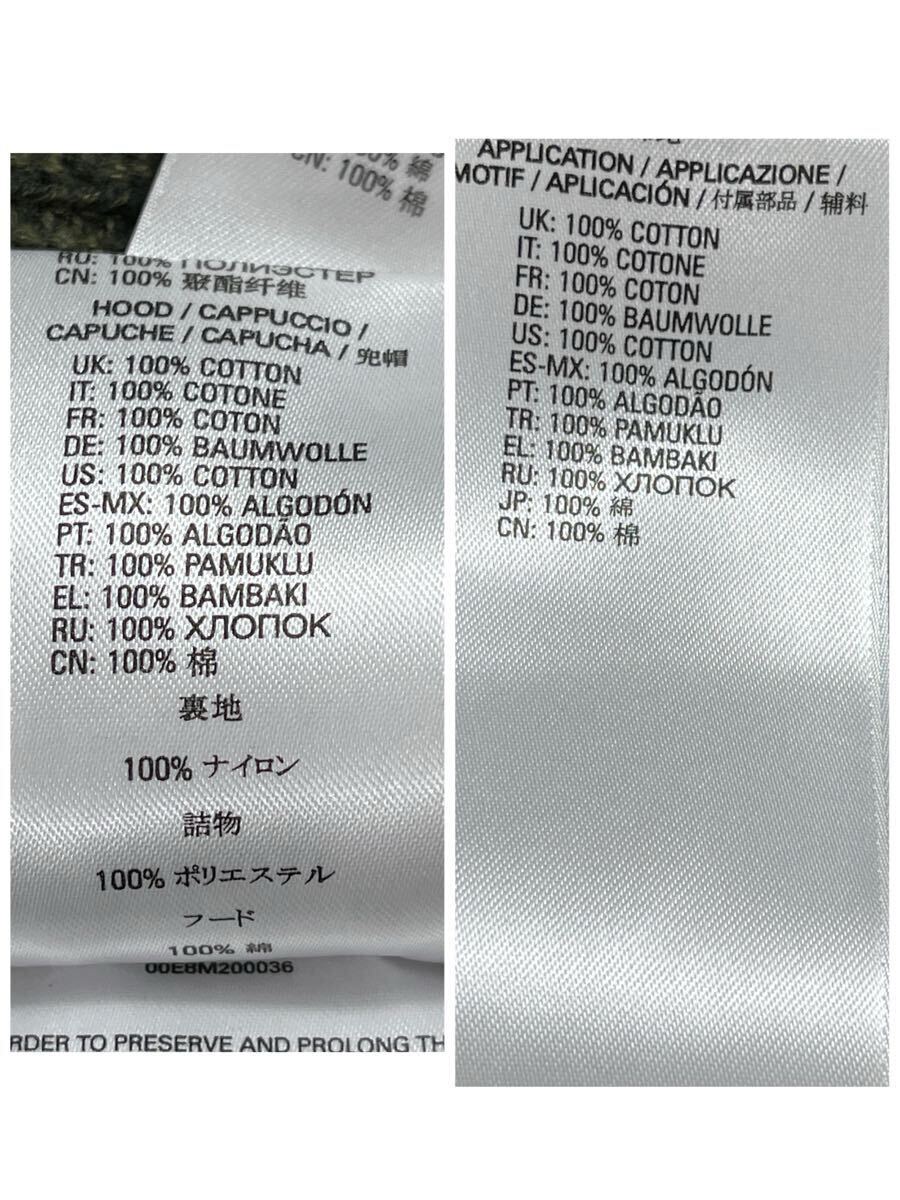 0% 綿
CN: 100% 棉
RU: 100% ПОЛИЭСТЕР
CN: 100% 聚酯纤维
HOOD / CAPPUCCIO /
CAPUCHE / CAPUCHA / 兜帽
UK: 100% COTTON
IT: 100% COTONE
FR: 100% COTON
DE: 100% BAUMWOLLE
US: 100% COTTON
ES-MX: 100% ALGODÓN
PT: 100% ALGODÃO
TR: 100% PAMUKLU
EL: 100% BAMBAKI
RU: 100% ХЛОПОК
CN: 100% 棉
裏地
100% ナイロン
詰物
100% ポリエステル
フード
100% 綿
00E8M200036
RDER TO PRESERVE AND PROLONG TH
APPLICATION / APPLICAZIONE /
MOTIF / APLICACIÓN / 付属部品 / 辅料
UK: 100% COTTON
IT: 100% COTONE
FR: 100% COTON
DE: 100% BAUMWOLLE
US: 100% COTTON
ES-MX: 100% ALGODÓN
PT: 100% ALGODÃO
TR: 100% PAMUKLU
EL: 100% BAMBAKI
RU: 100% ХЛОПОК
JP: 100% 綿
CN: 100% 棉